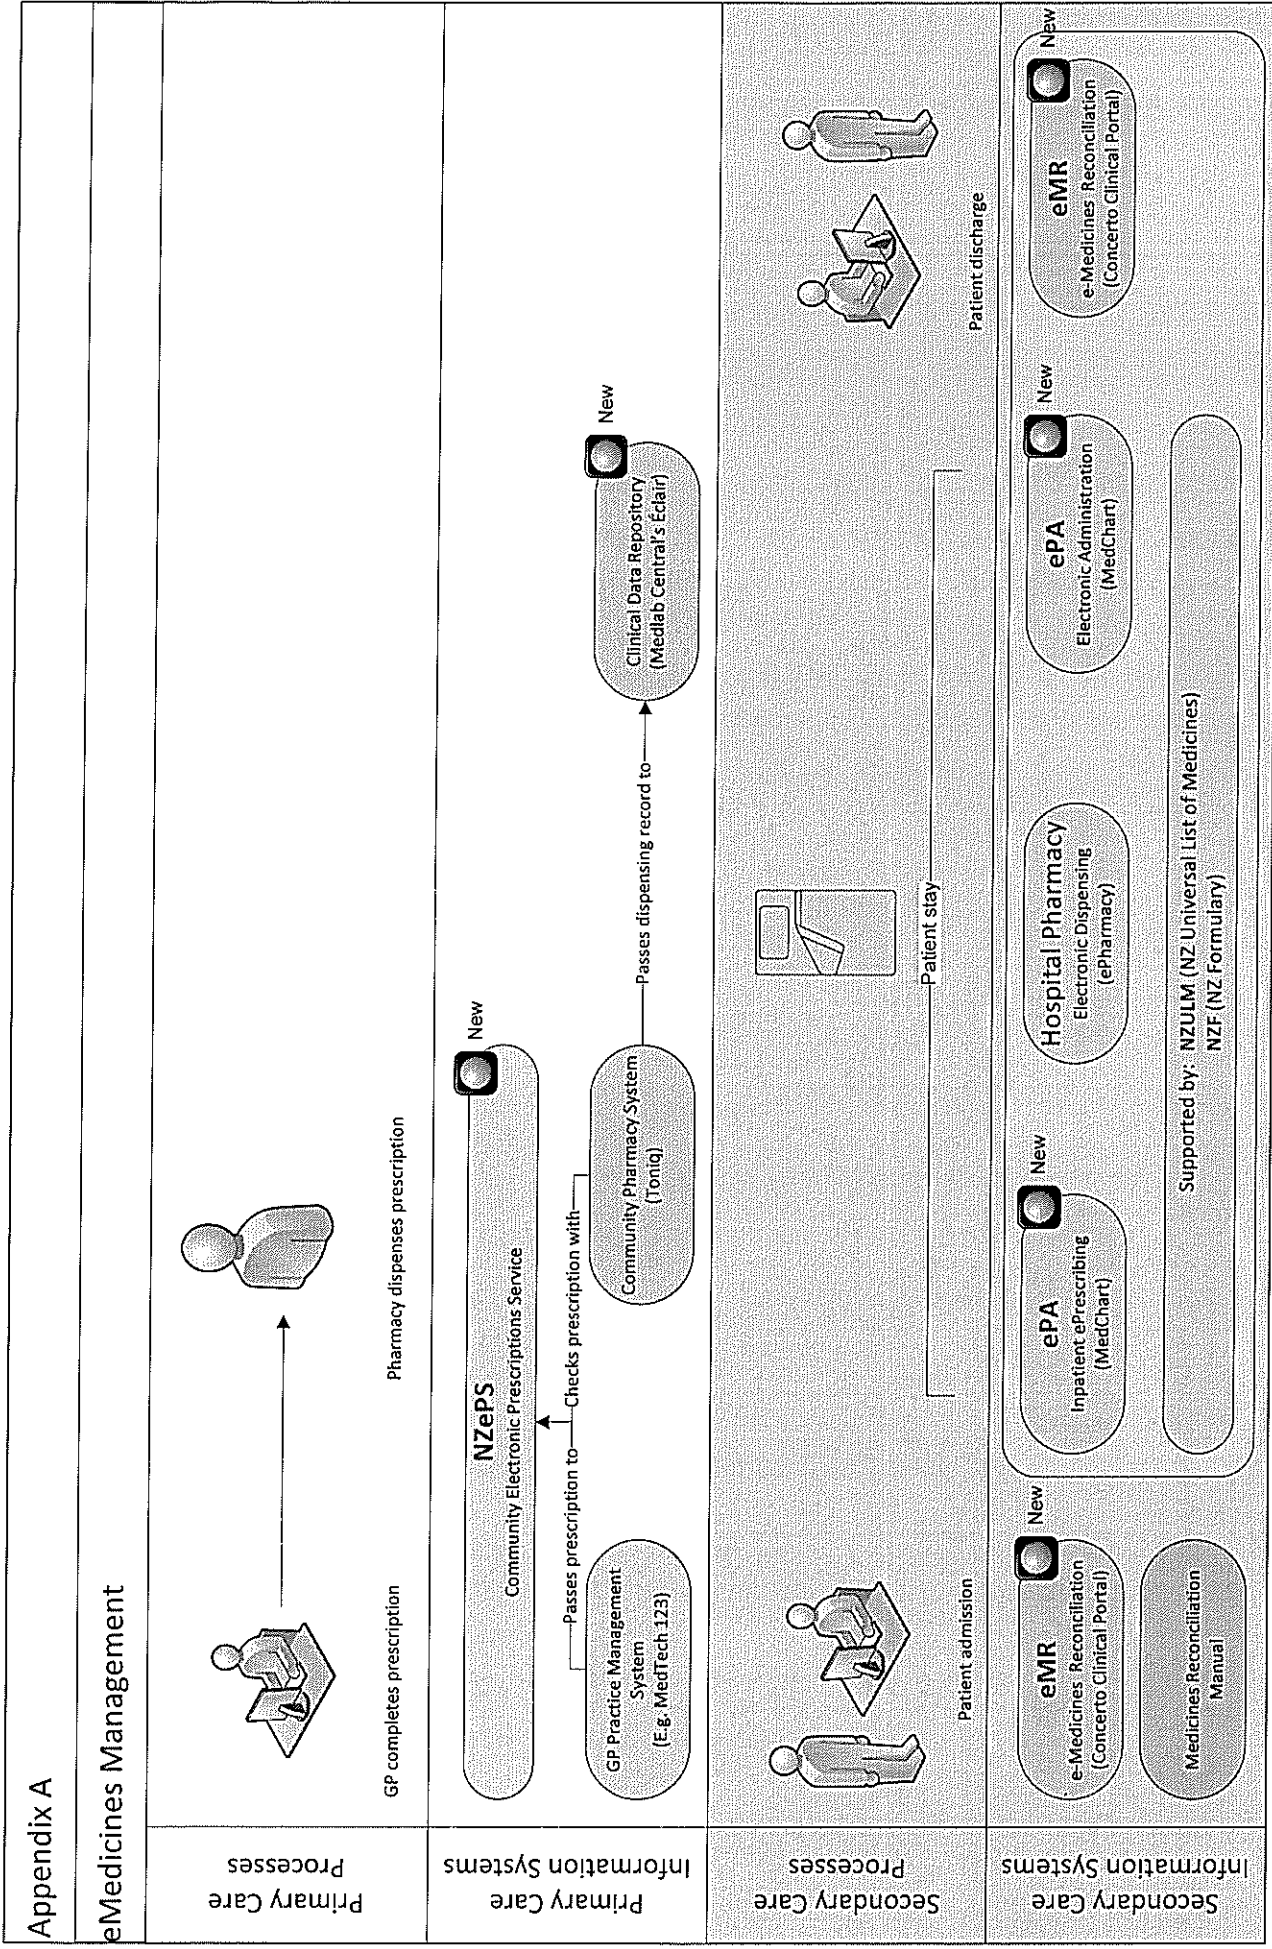 Appendix A
eMedicines Management
Primary Care
Processes
GP completes prescription
Pharmacy dispenses prescription
Primary Care
Information Systems
NZePS
Community Electronic Prescriptions Service
New
Passes prescription to
Checks prescription with
GP Practice Management
System
(E.g. MedTech 123)
Community Pharmacy System
(Toniq)
Passes dispensing record to
Clinical Data Repository
(Medlab Central's Éclair)
New
Secondary Care
Processes
Patient admission
Patient stay
Patient discharge
Secondary Care
Information Systems
eMR
e-Medicines Reconciliation
(Concerto Clinical Portal)
New
Medicines Reconciliation
Manual
ePA
Inpatient ePrescribing
(MedChart)
New
Hospital Pharmacy
Electronic Dispensing
(ePharmacy)
ePA
Electronic Administration
(MedChart)
New
eMR
e-Medicines Reconciliation
(Concerto Clinical Portal)
New
Supported by: NZULM (NZ Universal List of Medicines)
NZF (NZ Formulary)